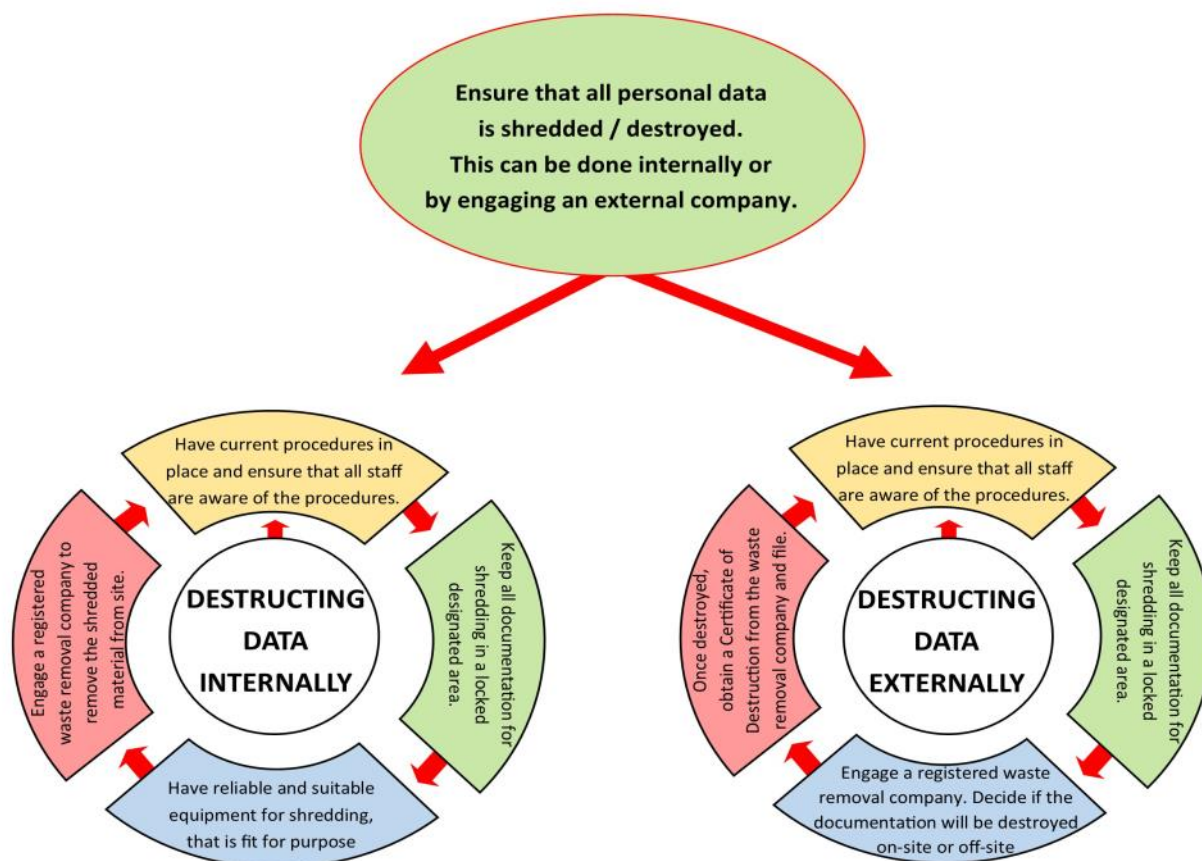 Ensure that all personal data
is shredded / destroyed.
This can be done internally or
by engaging an external company.
Have current procedures in
place and ensure that all staff
are aware of the procedures.
Keep all documentation for
shredding in a locked
designated area.
Have reliable and suitable
equipment for shredding,
that is fit for purpose
Engage a registered
waste removal company to
remove the shredded
material from site.
DESTRUCTING
DATA
INTERNALLY
Have current procedures in
place and ensure that all staff
are aware of the procedures.
Keep all documentation for
shredding in a locked
designated area.
Engage a registered waste
removal company. Decide if the
documentation will be destroyed
on-site or off-site
Once destroyed,
obtain a Certificate of
Destruction from the waste
removal company and file.
DESTRUCTING
DATA
EXTERNALLY